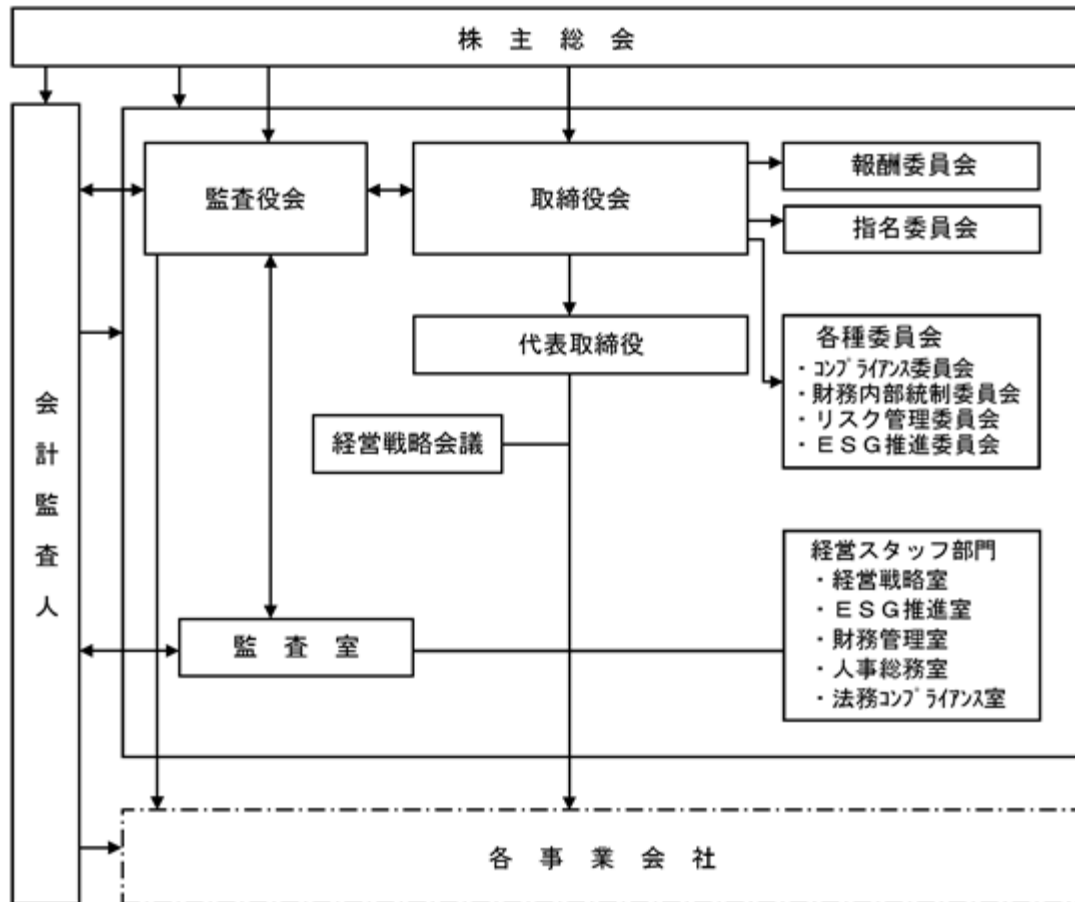 株主総会
監査役会
取締役会
報酬委員会
指名委員会
代表取締役
各種委員会
・コンプライアンス委員会
・財務内部統制委員会
・リスク管理委員会
・ESG推進委員会
経営戦略会議
会計監査人
経営スタッフ部門
・経営戦略室
・ESG推進室
・財務管理室
・人事総務室
・法務コンプライアンス室
監査室
各事業会社